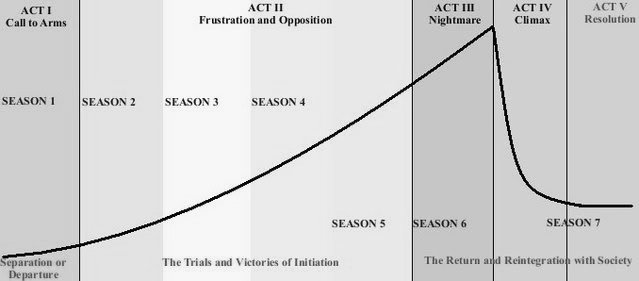 ACT I
Call to Arms
ACT II
Frustration and Opposition
ACT III
Nightmare
ACT IV
Climax
ACT V
Resolution
SEASON 1
SEASON 2
SEASON 3
SEASON 4
SEASON 5
SEASON 6
SEASON 7
Separation or
Departure
The Trials and Victories of Initiation
The Return and Reintegration with Society